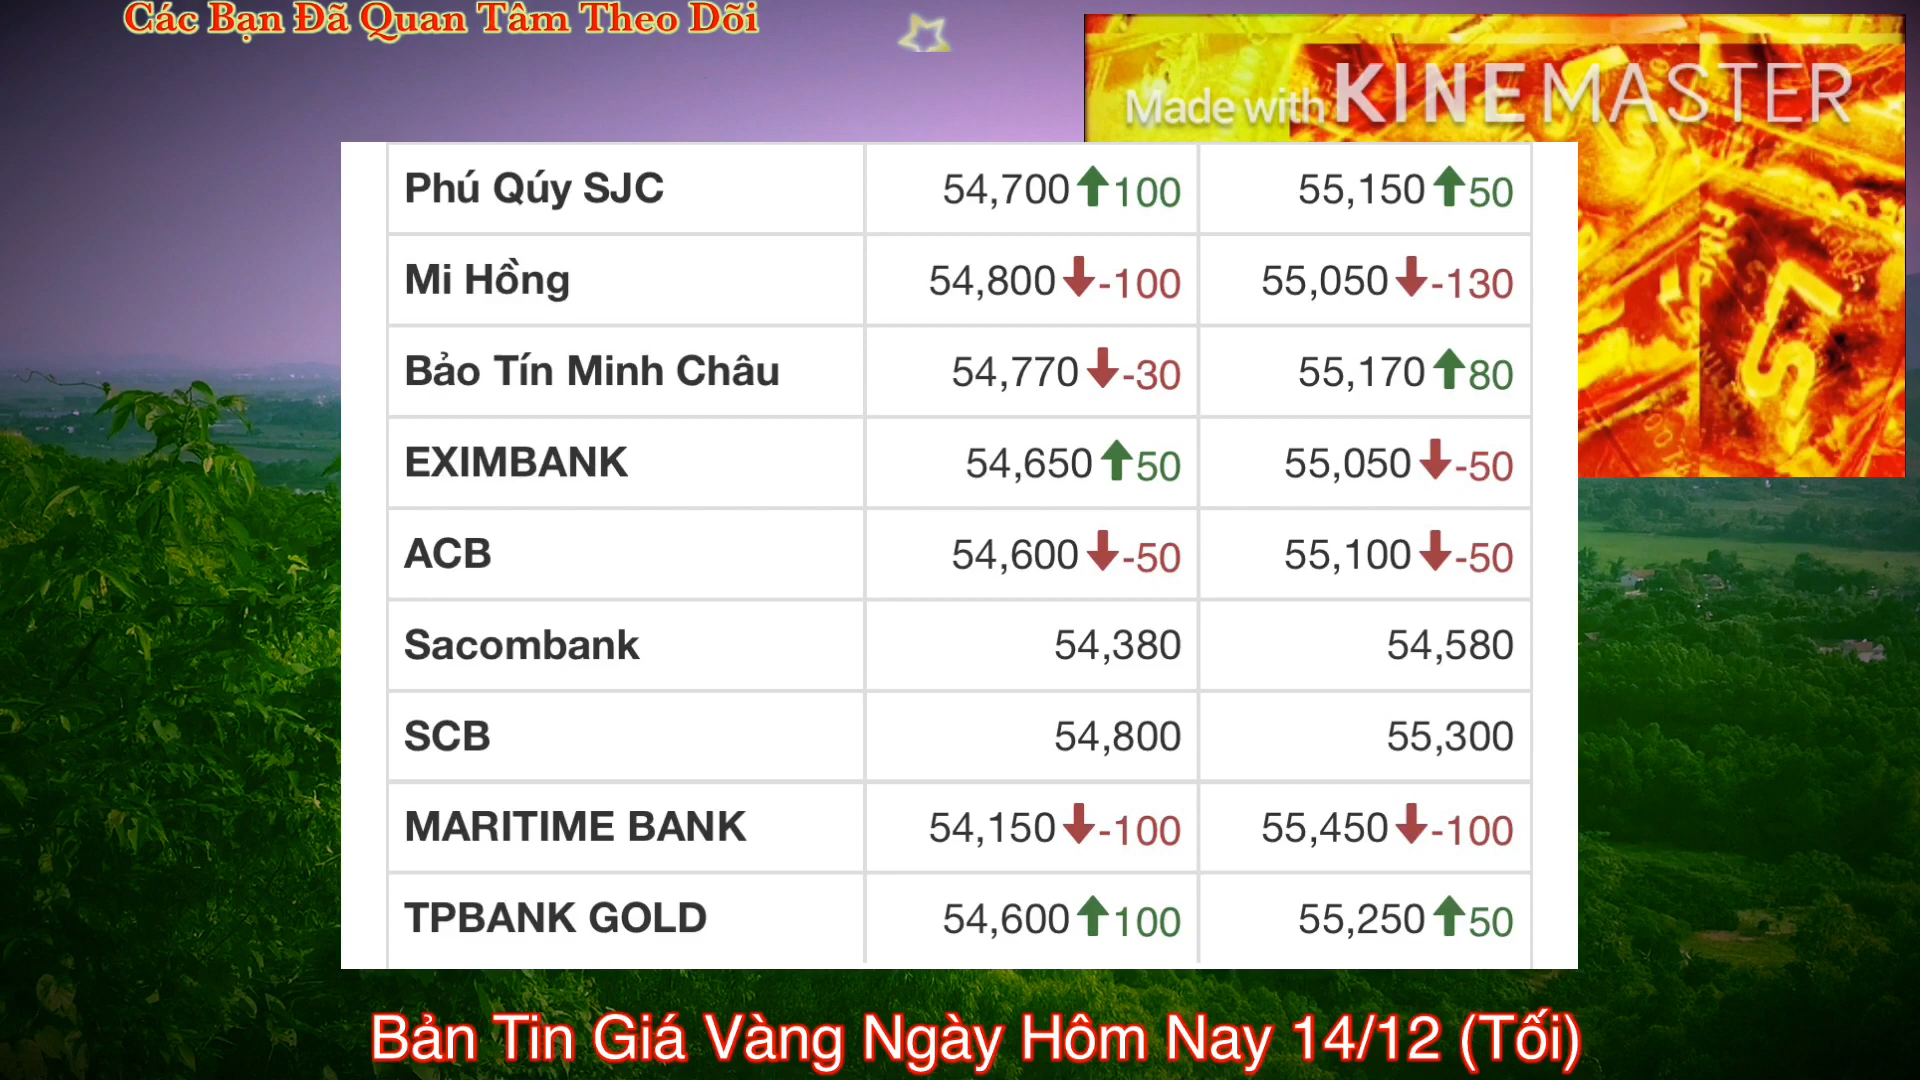 Các Bạn Đã Quan Tâm Theo Dõi
Made with KINEMASTER
Phú Qúy SJC 54,700 100 55,150 50
Mi Hồng 54,800 -100 55,050 -130
Bảo Tín Minh Châu 54,770 -30 55,170 80
EXIMBANK 54,650 50 55,050 -50
ACB 54,600 -50 55,100 -50
Sacombank 54,380 54,580
SCB 54,800 55,300
MARITIME BANK 54,150 -100 55,450 -100
TPBANK GOLD 54,600 100 55,250 50
Bản Tin Giá Vàng Ngày Hôm Nay 14/12 (Tối)